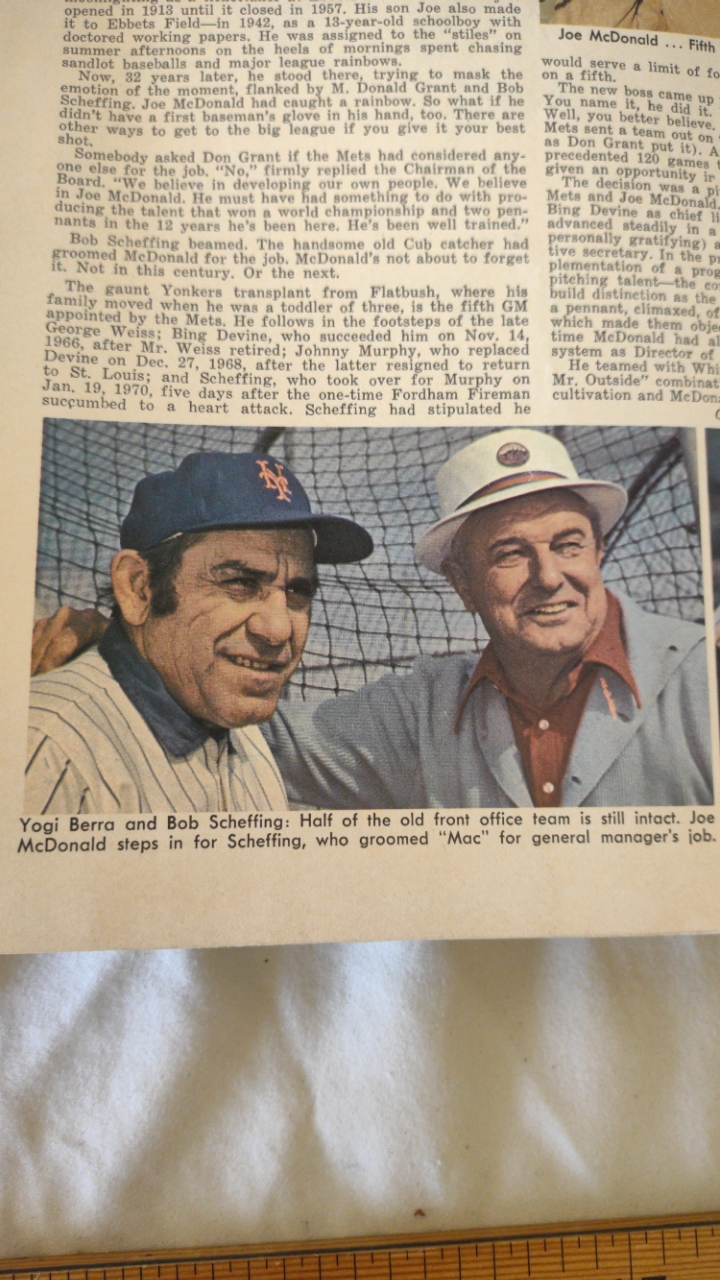 opened in 1913 until it closed in 1957. His son Joe also made
it to Ebbets Field—in 1942, as a 13-year-old schoolboy with
doctored working papers. He was assigned to the "stiles" on
summer afternoons on the heels of mornings spent chasing
sandlot baseballs and major league rainbows.
Now, 32 years later, he stood there, trying to mask the
emotion of the moment, flanked by M. Donald Grant and Bob
Scheffing. Joe McDonald had caught a rainbow. So what if he
didn't have a first baseman's glove in his hand, too. There are
other ways to get to the big league if you give it your best
shot.
Somebody asked Don Grant if the Mets had considered any-
one else for the job. "No," firmly replied the Chairman of the
Board. "We believe in developing our own people. We believe
in Joe McDonald. He must have had something to do with pro-
ducing the talent that won a world championship and two pen-
nants in the 12 years he's been here. He's been well trained."
Bob Scheffing beamed. The handsome old Cub catcher had
groomed McDonald for the job. McDonald's not about to forget
it. Not in this century. Or the next.
The gaunt Yonkers transplant from Flatbush, where his
family moved when he was a toddler of three, is the fifth GM
appointed by the Mets. He follows in the footsteps of the late
George Weiss; Bing Devine, who succeeded him on Nov. 14,
1966, after Mr. Weiss retired; Johnny Murphy, who replaced
Devine on Dec. 27, 1968, after the latter resigned to return
to St. Louis; and Scheffing, who took over for Murphy on
Jan. 19, 1970, five days after the one-time Fordham Fireman
succumbed to a heart attack. Scheffing had stipulated he
Joe McDonald ... Fifth
would serve a limit of fo
on a fifth.
The new boss came up
You name it, he did it.
Well, you better believe.
Mets sent a team out on
as Don Grant put it). A
precedented 120 games
given an opportunity ir
The decision was a pi
Mets and Joe McDonald.
Bing Devine as chief li
advanced steadily in a
personally gratifying) a
tive secretary. In the pr
plementation of a prog
pitching talent—the co
build distinction as the
a pennant, climaxed, of
which made them obje
time McDonald had al
system as Director of
He teamed with Whi
Mr. Outside" combinat
cultivation and McDon
NY
Yogi Berra and Bob Scheffing: Half of the old front office team is still intact. Joe
McDonald steps in for Scheffing, who groomed "Mac" for general manager's job.